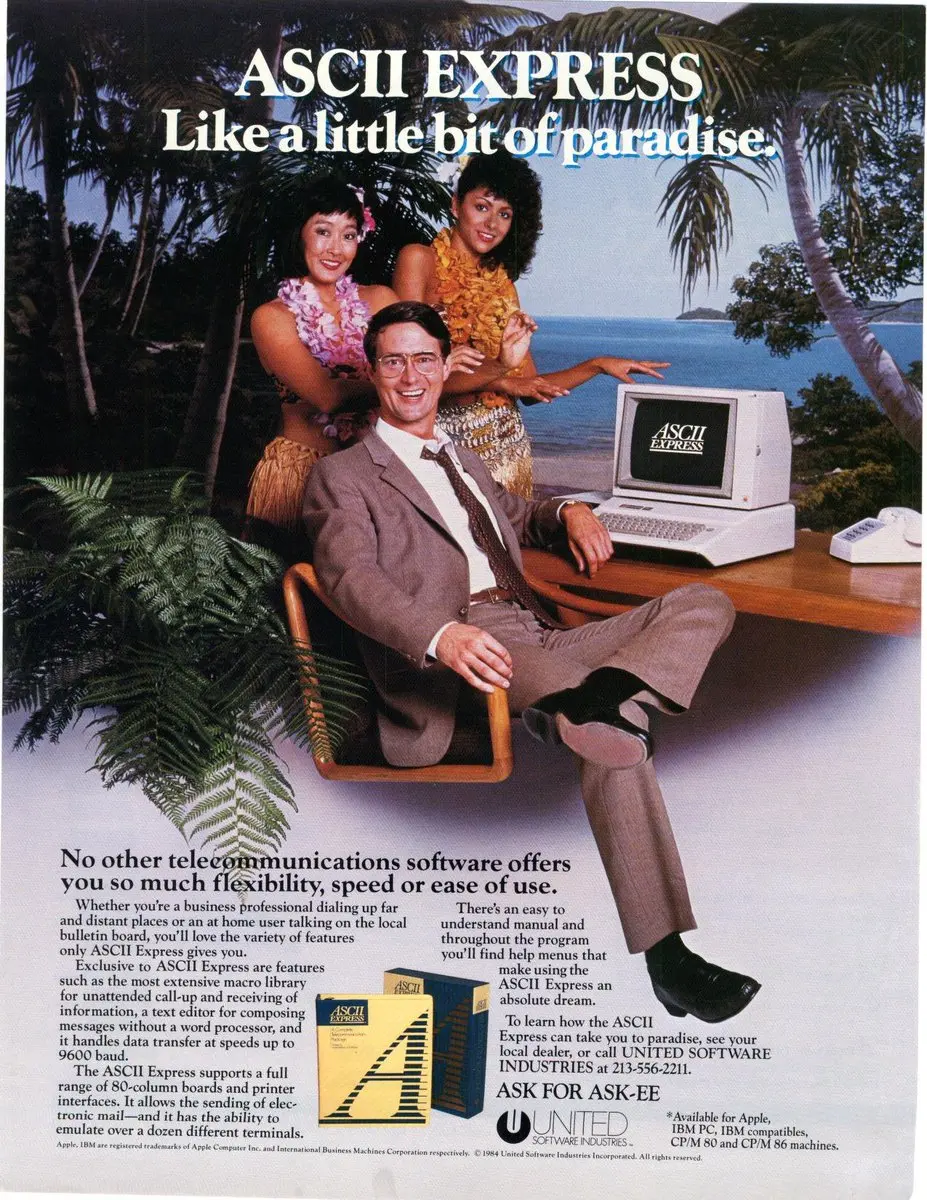 ASCII EXPRESS
Like a little bit of paradise.
ASCII
EXPRESS
No other telecommunications software offers
you so much flexibility, speed or ease of use.
Whether you're a business professional dialing up far
and distant places or an at home user talking on the local
bulletin board, you'll love the variety of features
only ASCII Express gives you.
Exclusive to ASCII Express are features
such as the most extensive macro library
for unattended call-up and receiving of
information, a text editor for composing
messages without a word processor, and
it handles data transfer at speeds up to
9600 baud.
The ASCII Express supports a full
range of 80-column boards and printer
interfaces. It allows the sending of elec-
tronic mail—and it has the ability to
emulate over a dozen different terminals.
There's an easy to
understand manual and
throughout the program
you'll find help menus that
make using the
ASCII Express an
absolute dream.
To learn how the ASCII
Express can take you to paradise, see your
local dealer, or call UNITED SOFTWARE
INDUSTRIES at 213-556-2211.
ASK FOR ASK-EE
ASCII
EXPRESS
A Complete
Telecommunications
Package
ASCII
UNITED
SOFTWARE INDUSTRIES
*Available for Apple,
IBM PC, IBM compatibles,
CP/M 80 and CP/M 86 machines.
Apple, IBM are registered trademarks of Apple Computer Inc. and International Business Machines Corporation respectively. © 1984 United Software Industries Incorporated. All rights reserved.